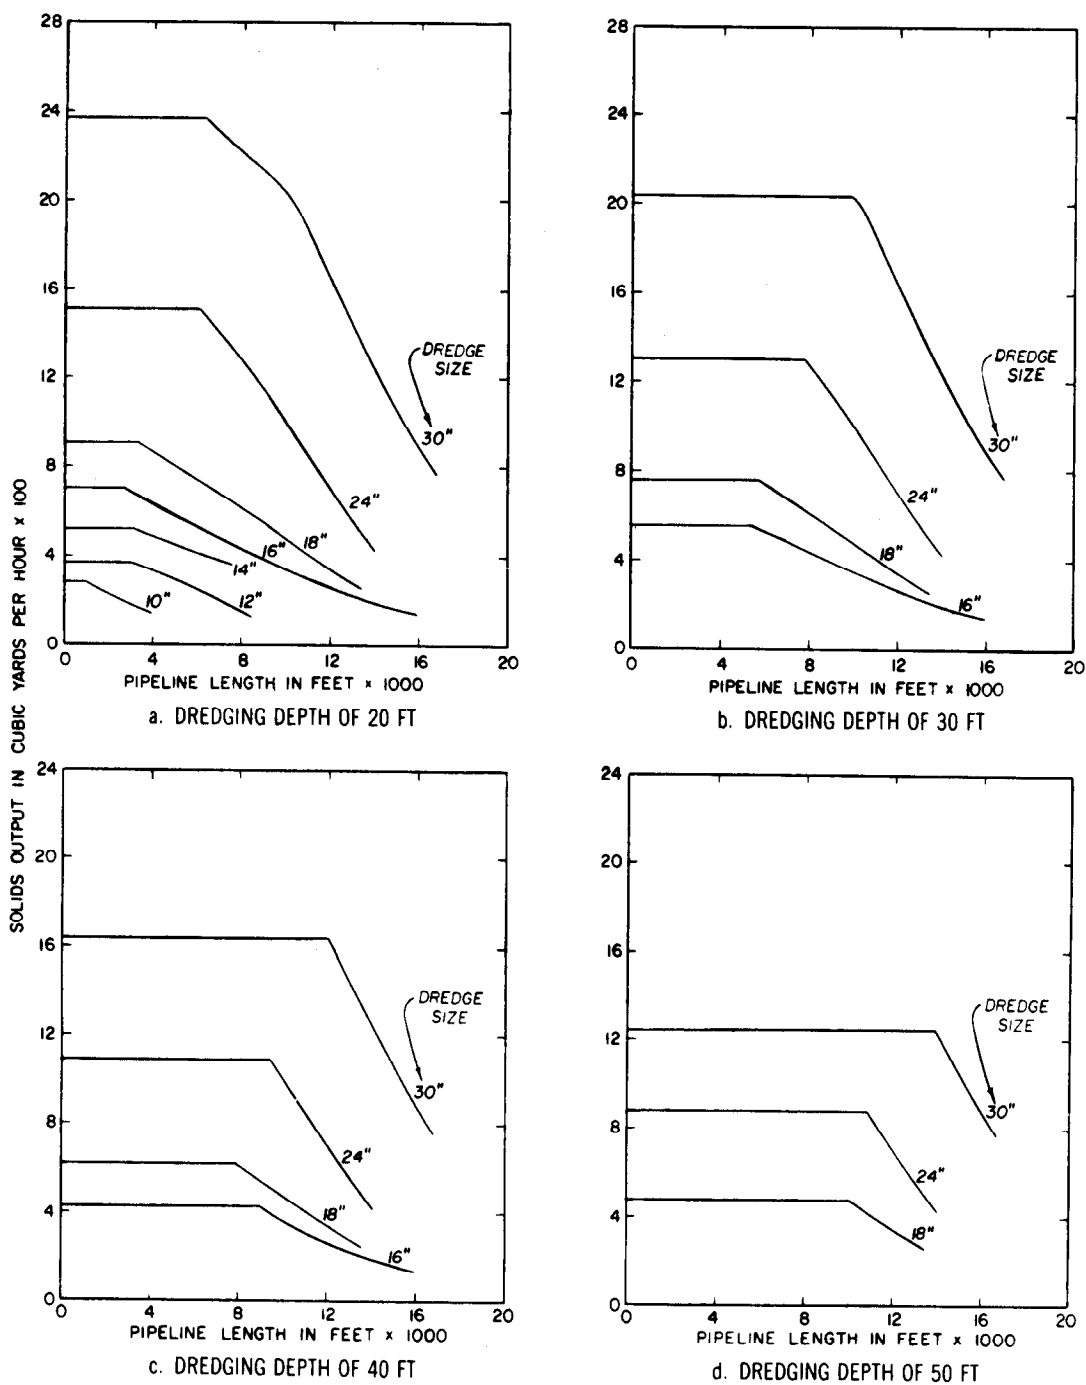 SOLIDS OUTPUT IN CUBIC YARDS PER HOUR × 100
28
24
20
16
12
8
4
0
DREDGE
SIZE
30"
24"
18"
16"
14"
12"
10"
0 4 8 12 16 20
PIPELINE LENGTH IN FEET × 1000
a. DREDGING DEPTH OF 20 FT
28
24
20
16
12
8
4
0
DREDGE
SIZE
30"
24"
18"
16"
0 4 8 12 16 20
PIPELINE LENGTH IN FEET × 1000
b. DREDGING DEPTH OF 30 FT
24
20
16
12
8
4
0
DREDGE
SIZE
30"
24"
18"
16"
0 4 8 12 16 20
PIPELINE LENGTH IN FEET × 1000
c. DREDGING DEPTH OF 40 FT
24
20
16
12
8
4
0
DREDGE
SIZE
30"
24"
18"
0 4 8 12 16 20
PIPELINE LENGTH IN FEET × 1000
d. DREDGING DEPTH OF 50 FT